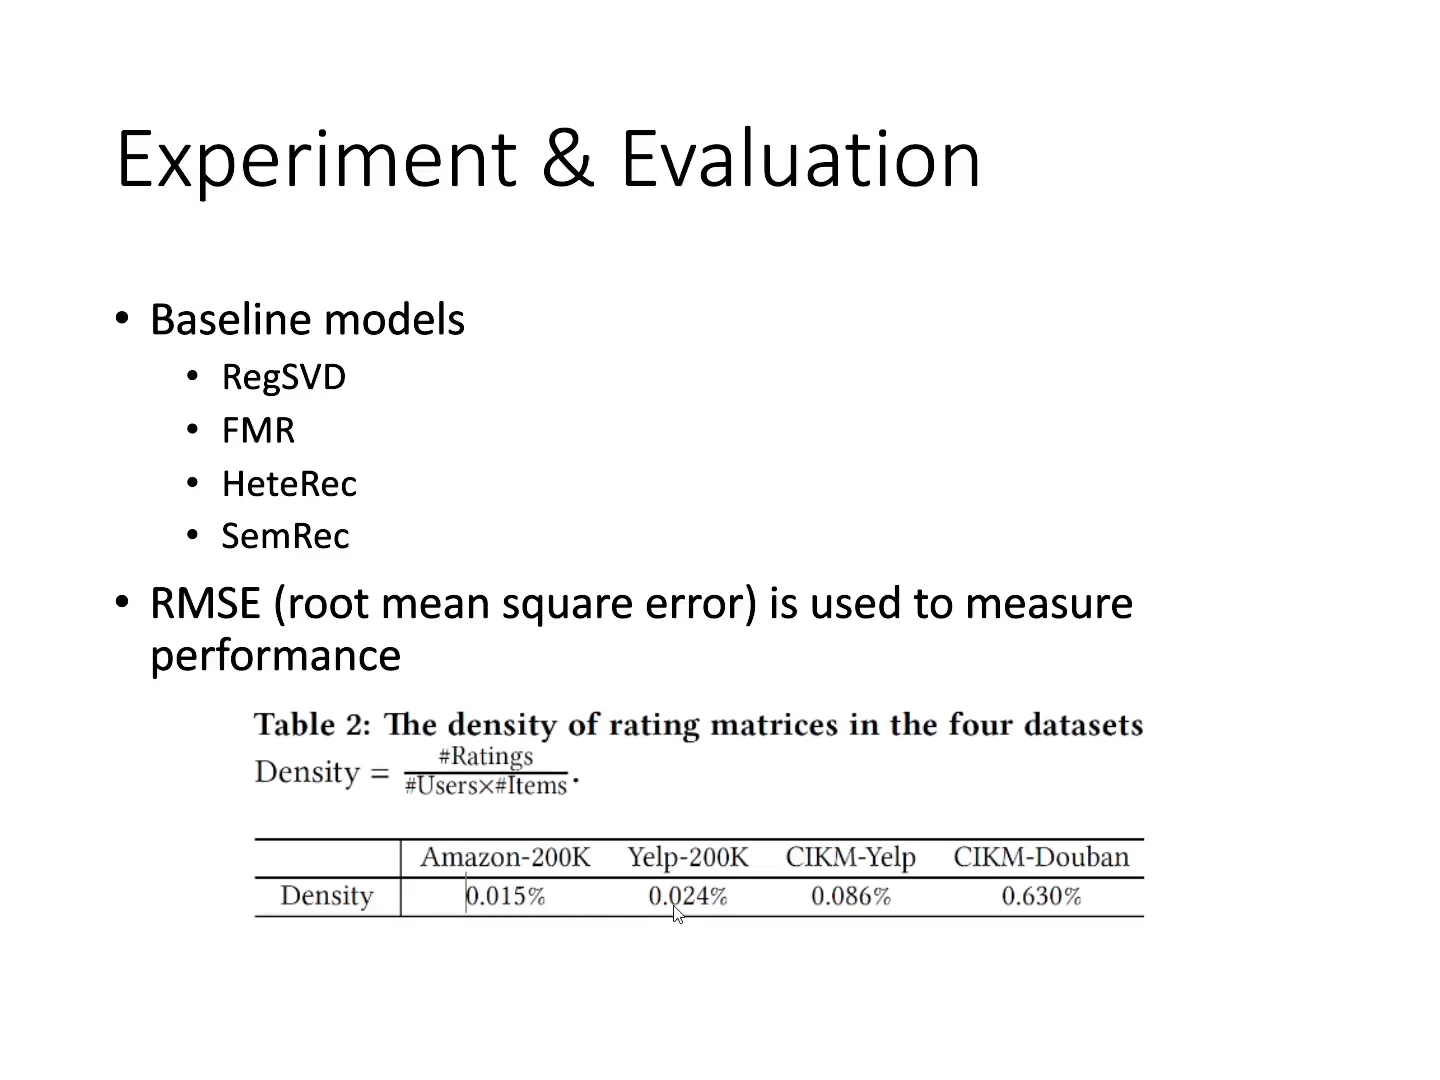 Experiment & Evaluation
• Baseline models
• RegSVD
• FMR
• HeteRec
• SemRec
• RMSE (root mean square error) is used to measure
performance
Table 2: The density of rating matrices in the four datasets
Density = #Ratings / #Users×#Items .
Amazon-200K Yelp-200K CIKM-Yelp CIKM-Douban
Density 0.015% 0.024% 0.086% 0.630%